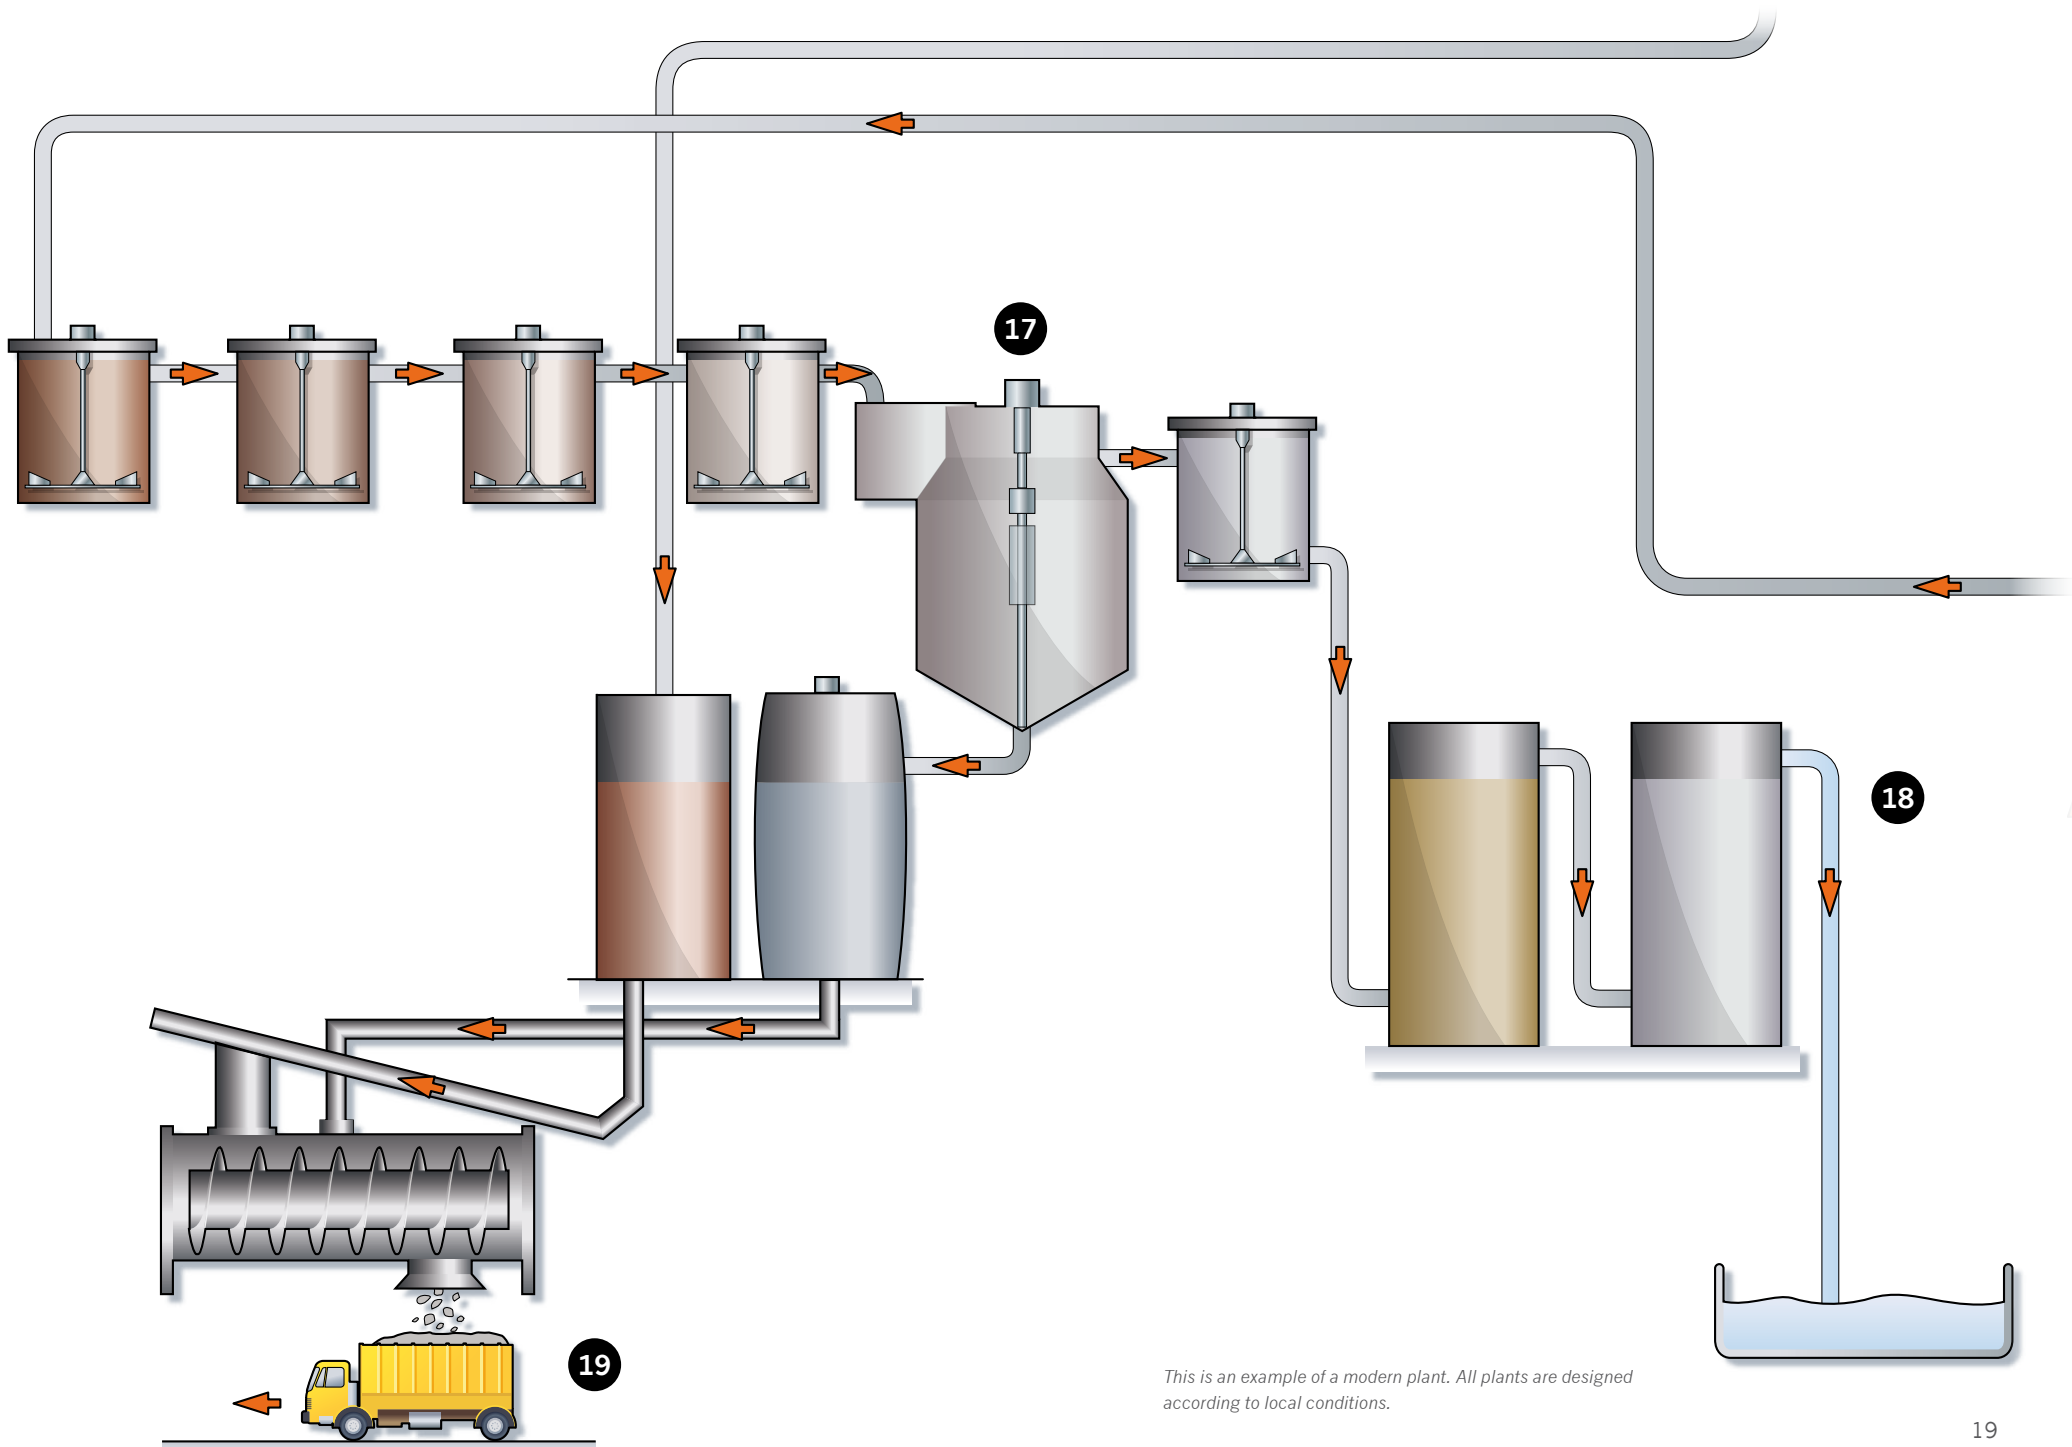 17
18
19
This is an example of a modern plant. All plants are designed
according to local conditions.
19